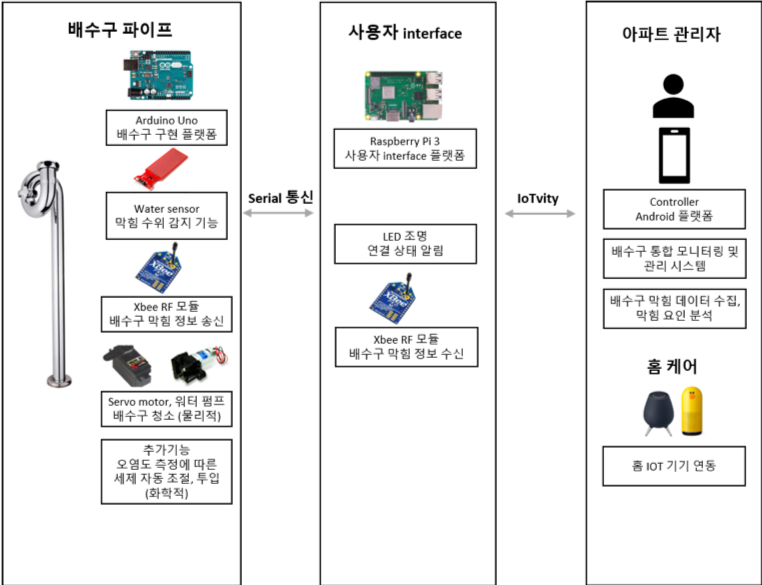 배수구 파이프
Arduino Uno
배수구 구현 플랫폼
Water sensor
막힘 수위 감지 기능
XBee
Xbee RF 모듈
배수구 막힘 정보 송신
Servo motor, 워터 펌프
배수구 청소 (물리적)
추가기능
오염도 측정에 따른
세제 자동 조절, 투입
(화학적)
Serial 통신
사용자 interface
Raspberry Pi 3
사용자 interface 플랫폼
LED 조명
연결 상태 알림
XBee
Xbee RF 모듈
배수구 막힘 정보 수신
IoTvity
아파트 관리자
Controller
Android 플랫폼
배수구 통합 모니터링 및
관리 시스템
배수구 막힘 데이터 수집,
막힘 요인 분석
홈 케어
홈 IOT 기기 연동